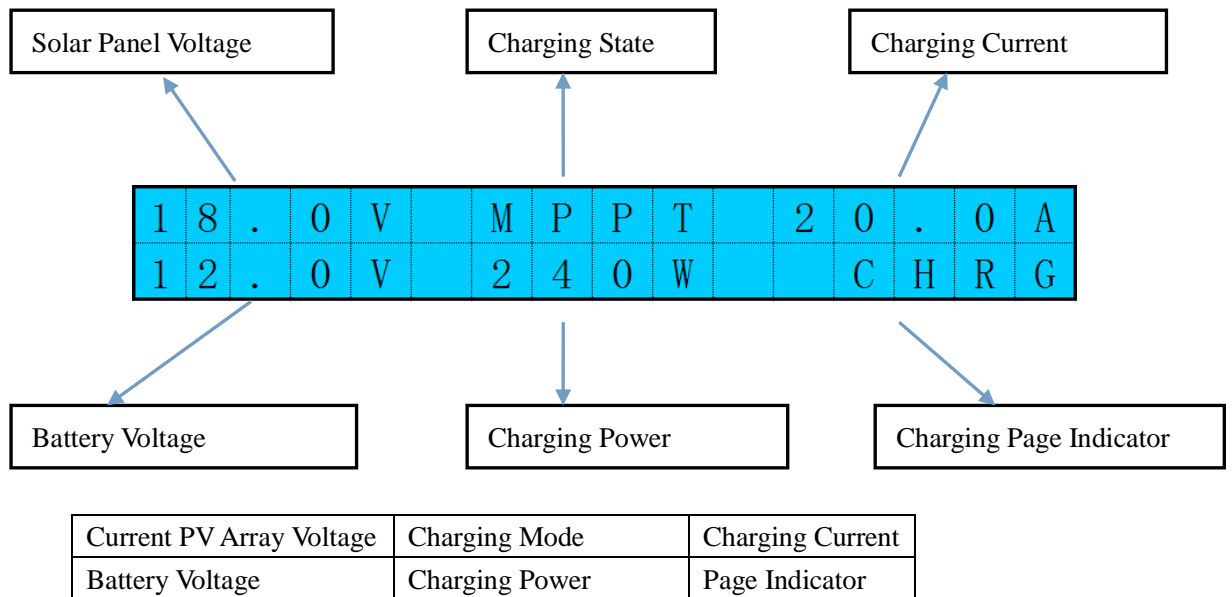 Solar Panel Voltage
Charging State
Charging Current
18.0V MPPT 20.0A
12.0V 240W CHRG
Battery Voltage
Charging Power
Charging Page Indicator
Current PV Array Voltage Charging Mode Charging Current
Battery Voltage Charging Power Page Indicator